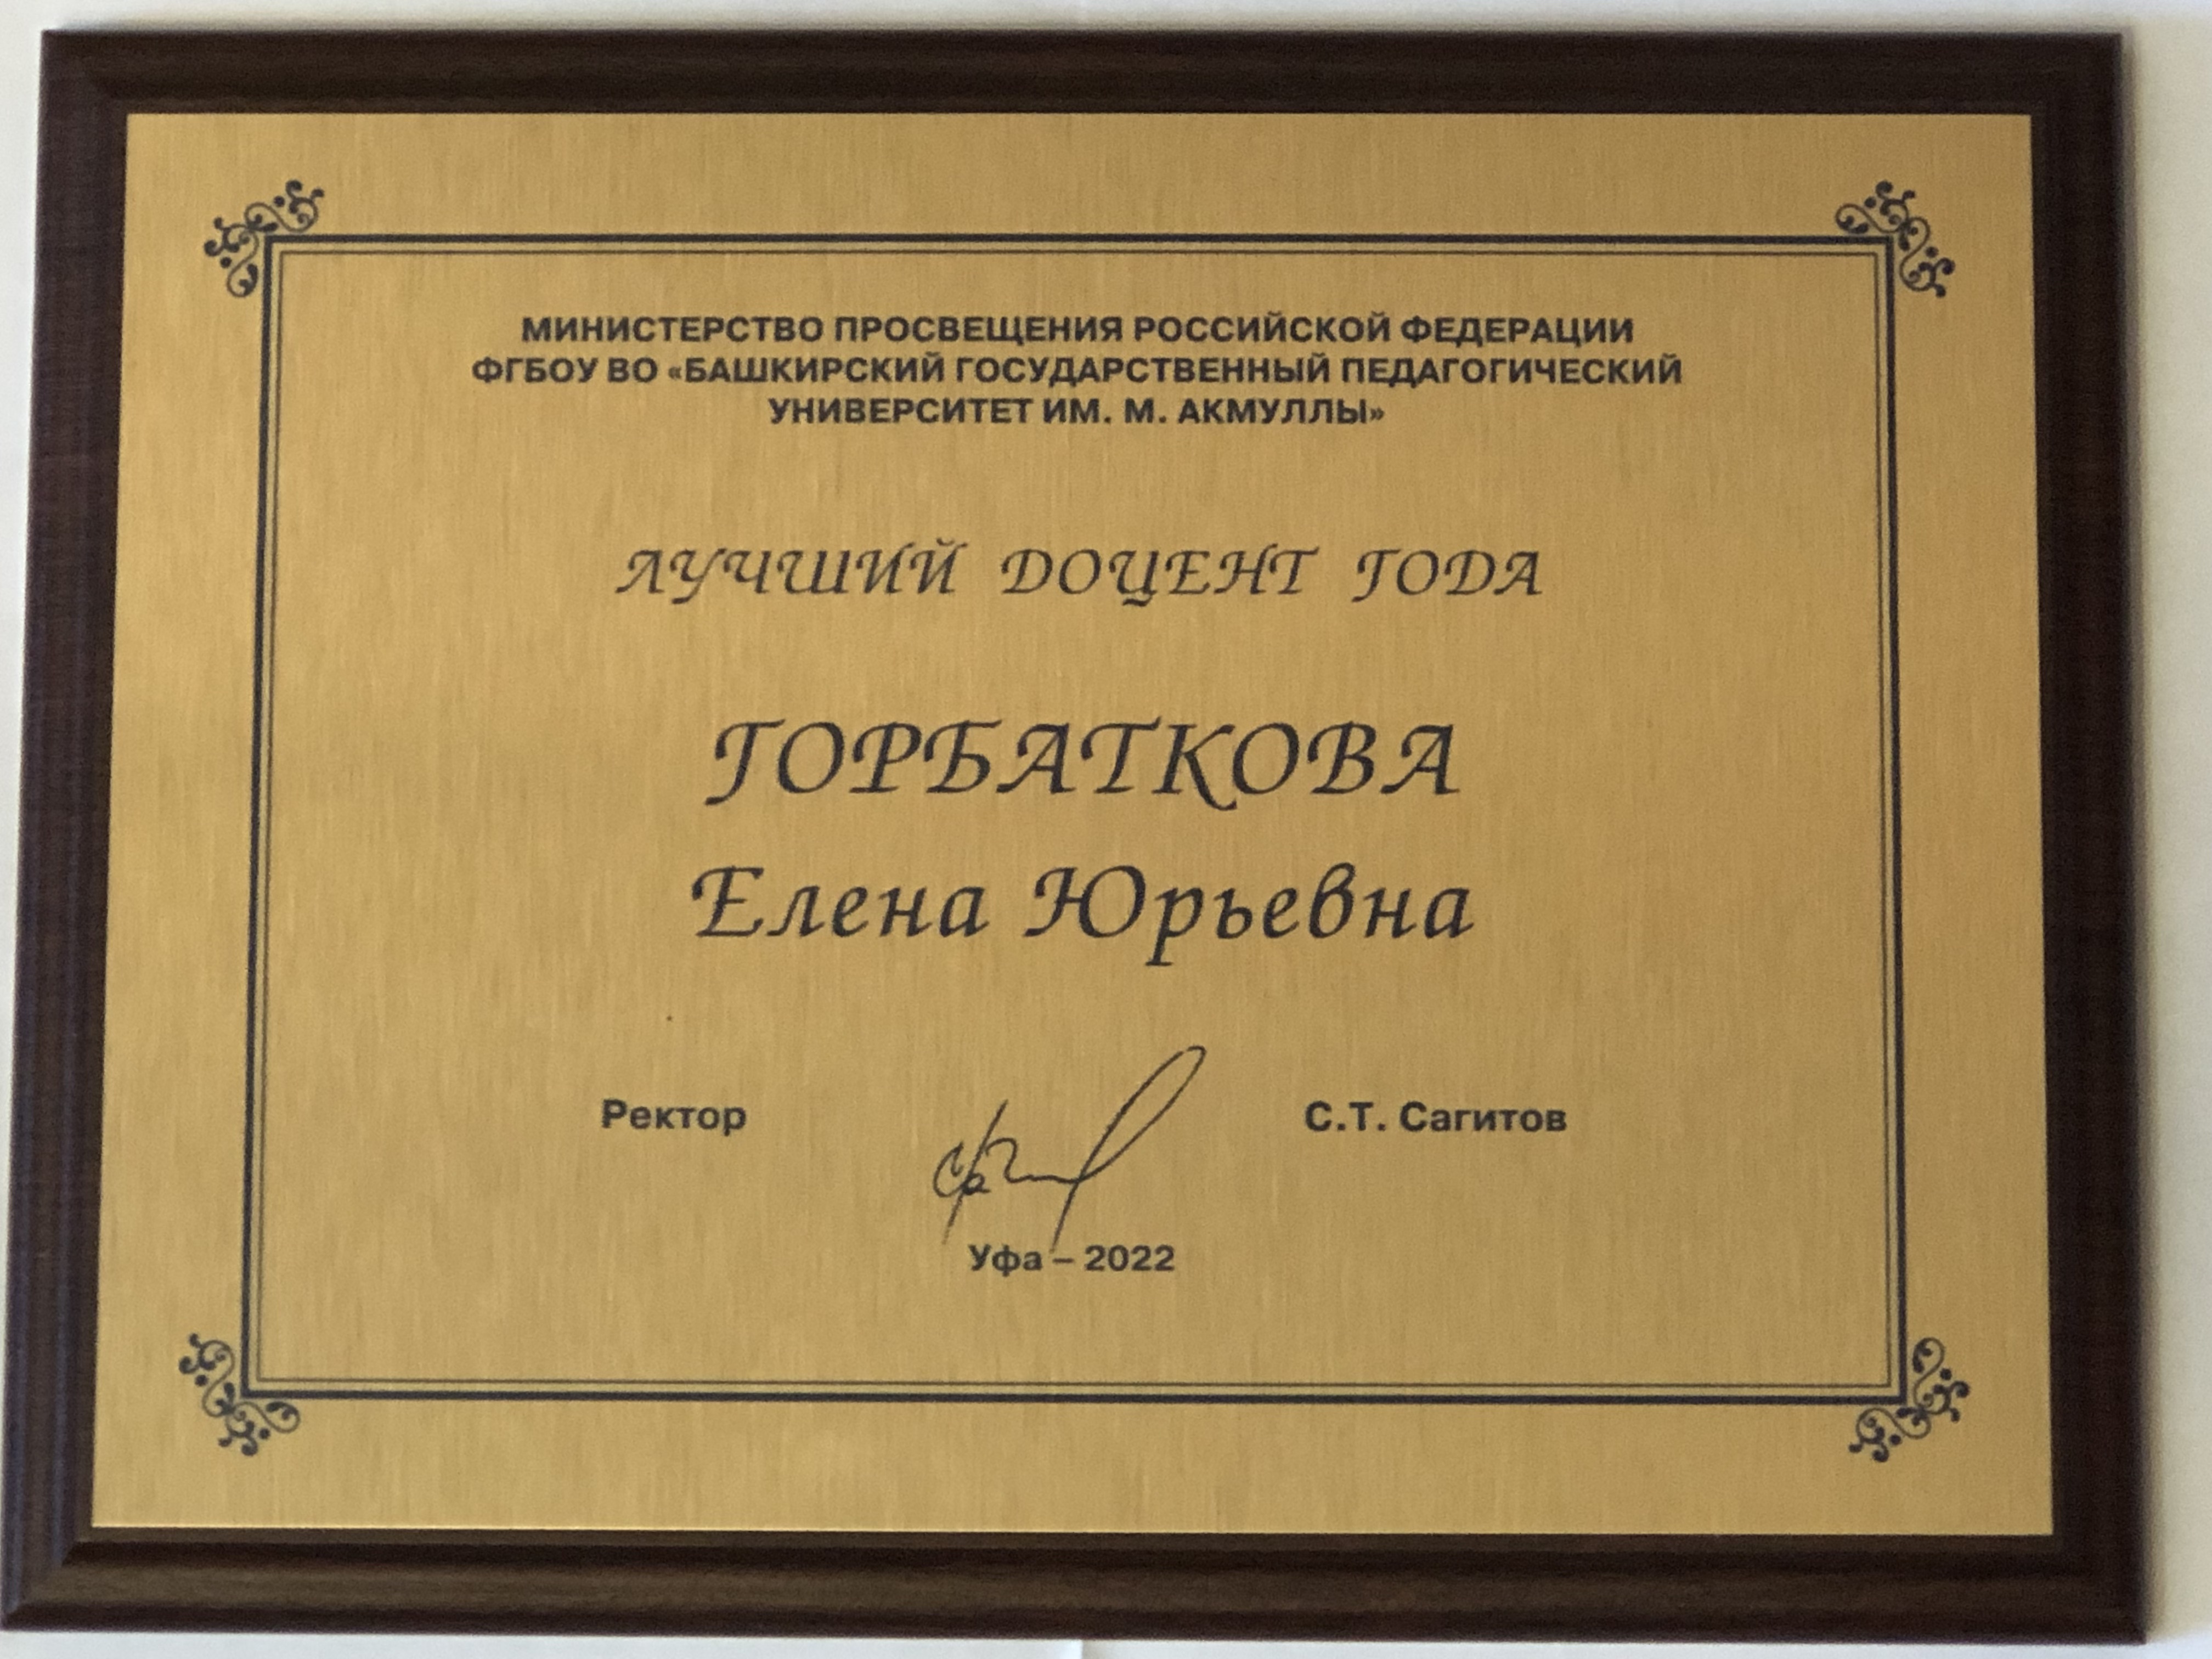 МИНИСТЕРСТВО ПРОСВЕЩЕНИЯ РОССИЙСКОЙ ФЕДЕРАЦИИ
ФГБОУ ВО «БАШКИРСКИЙ ГОСУДАРСТВЕННЫЙ ПЕДАГОГИЧЕСКИЙ
УНИВЕРСИТЕТ ИМ. М. АКМУЛЛЫ»
ЛУЧШИЙ ДОЦЕНТ ГОДА
ГОРБАТКОВА
Елена Юрьевна
Ректор С.Т. Сагитов
Уфа – 2022